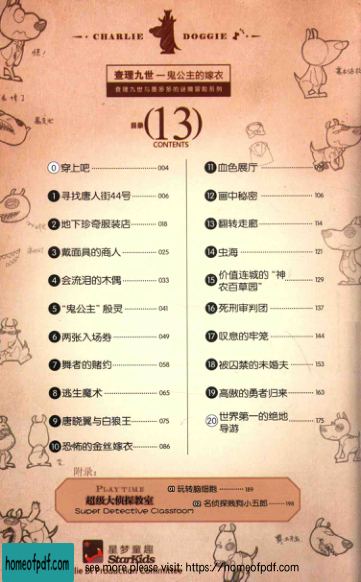 CHARLIE DOGGIE
查理九世—鬼公主的嫁衣
查理九世与墨多多的谜境冒险系列
目录 (13)
CONTENTS
0 穿上吧 004
1 寻找唐人街44号 006
2 地下珍奇服装店 018
3 戴面具的商人 025
4 会流泪的木偶 033
5 “鬼公主”殷灵 041
6 两张入场券 049
7 舞者的赌约 058
8 逃生魔术 065
9 唐晓翼与白狼王 075
10 恐怖的金丝嫁衣 086
11 血色展厅
12 画中秘密 106
13 翻转走廊 114
14 虫海 121
15 价值连城的“神
农百草园” 129
16 死刑审判团 137
17 叹息的牢笼 144
18 被囚禁的未婚夫 153
19 高傲的勇者归来 163
20 世界第一的绝地
导游 175
附录：
PLAY TIME
超级大侦探教室
Super Detective Classroom
@ 玩转脑细胞 189
@ 名侦探贱狗小五郎 198
星梦童趣
StarKids
Production Committee
homeofpdf.com
see more please visit: https://homeofpdf.com